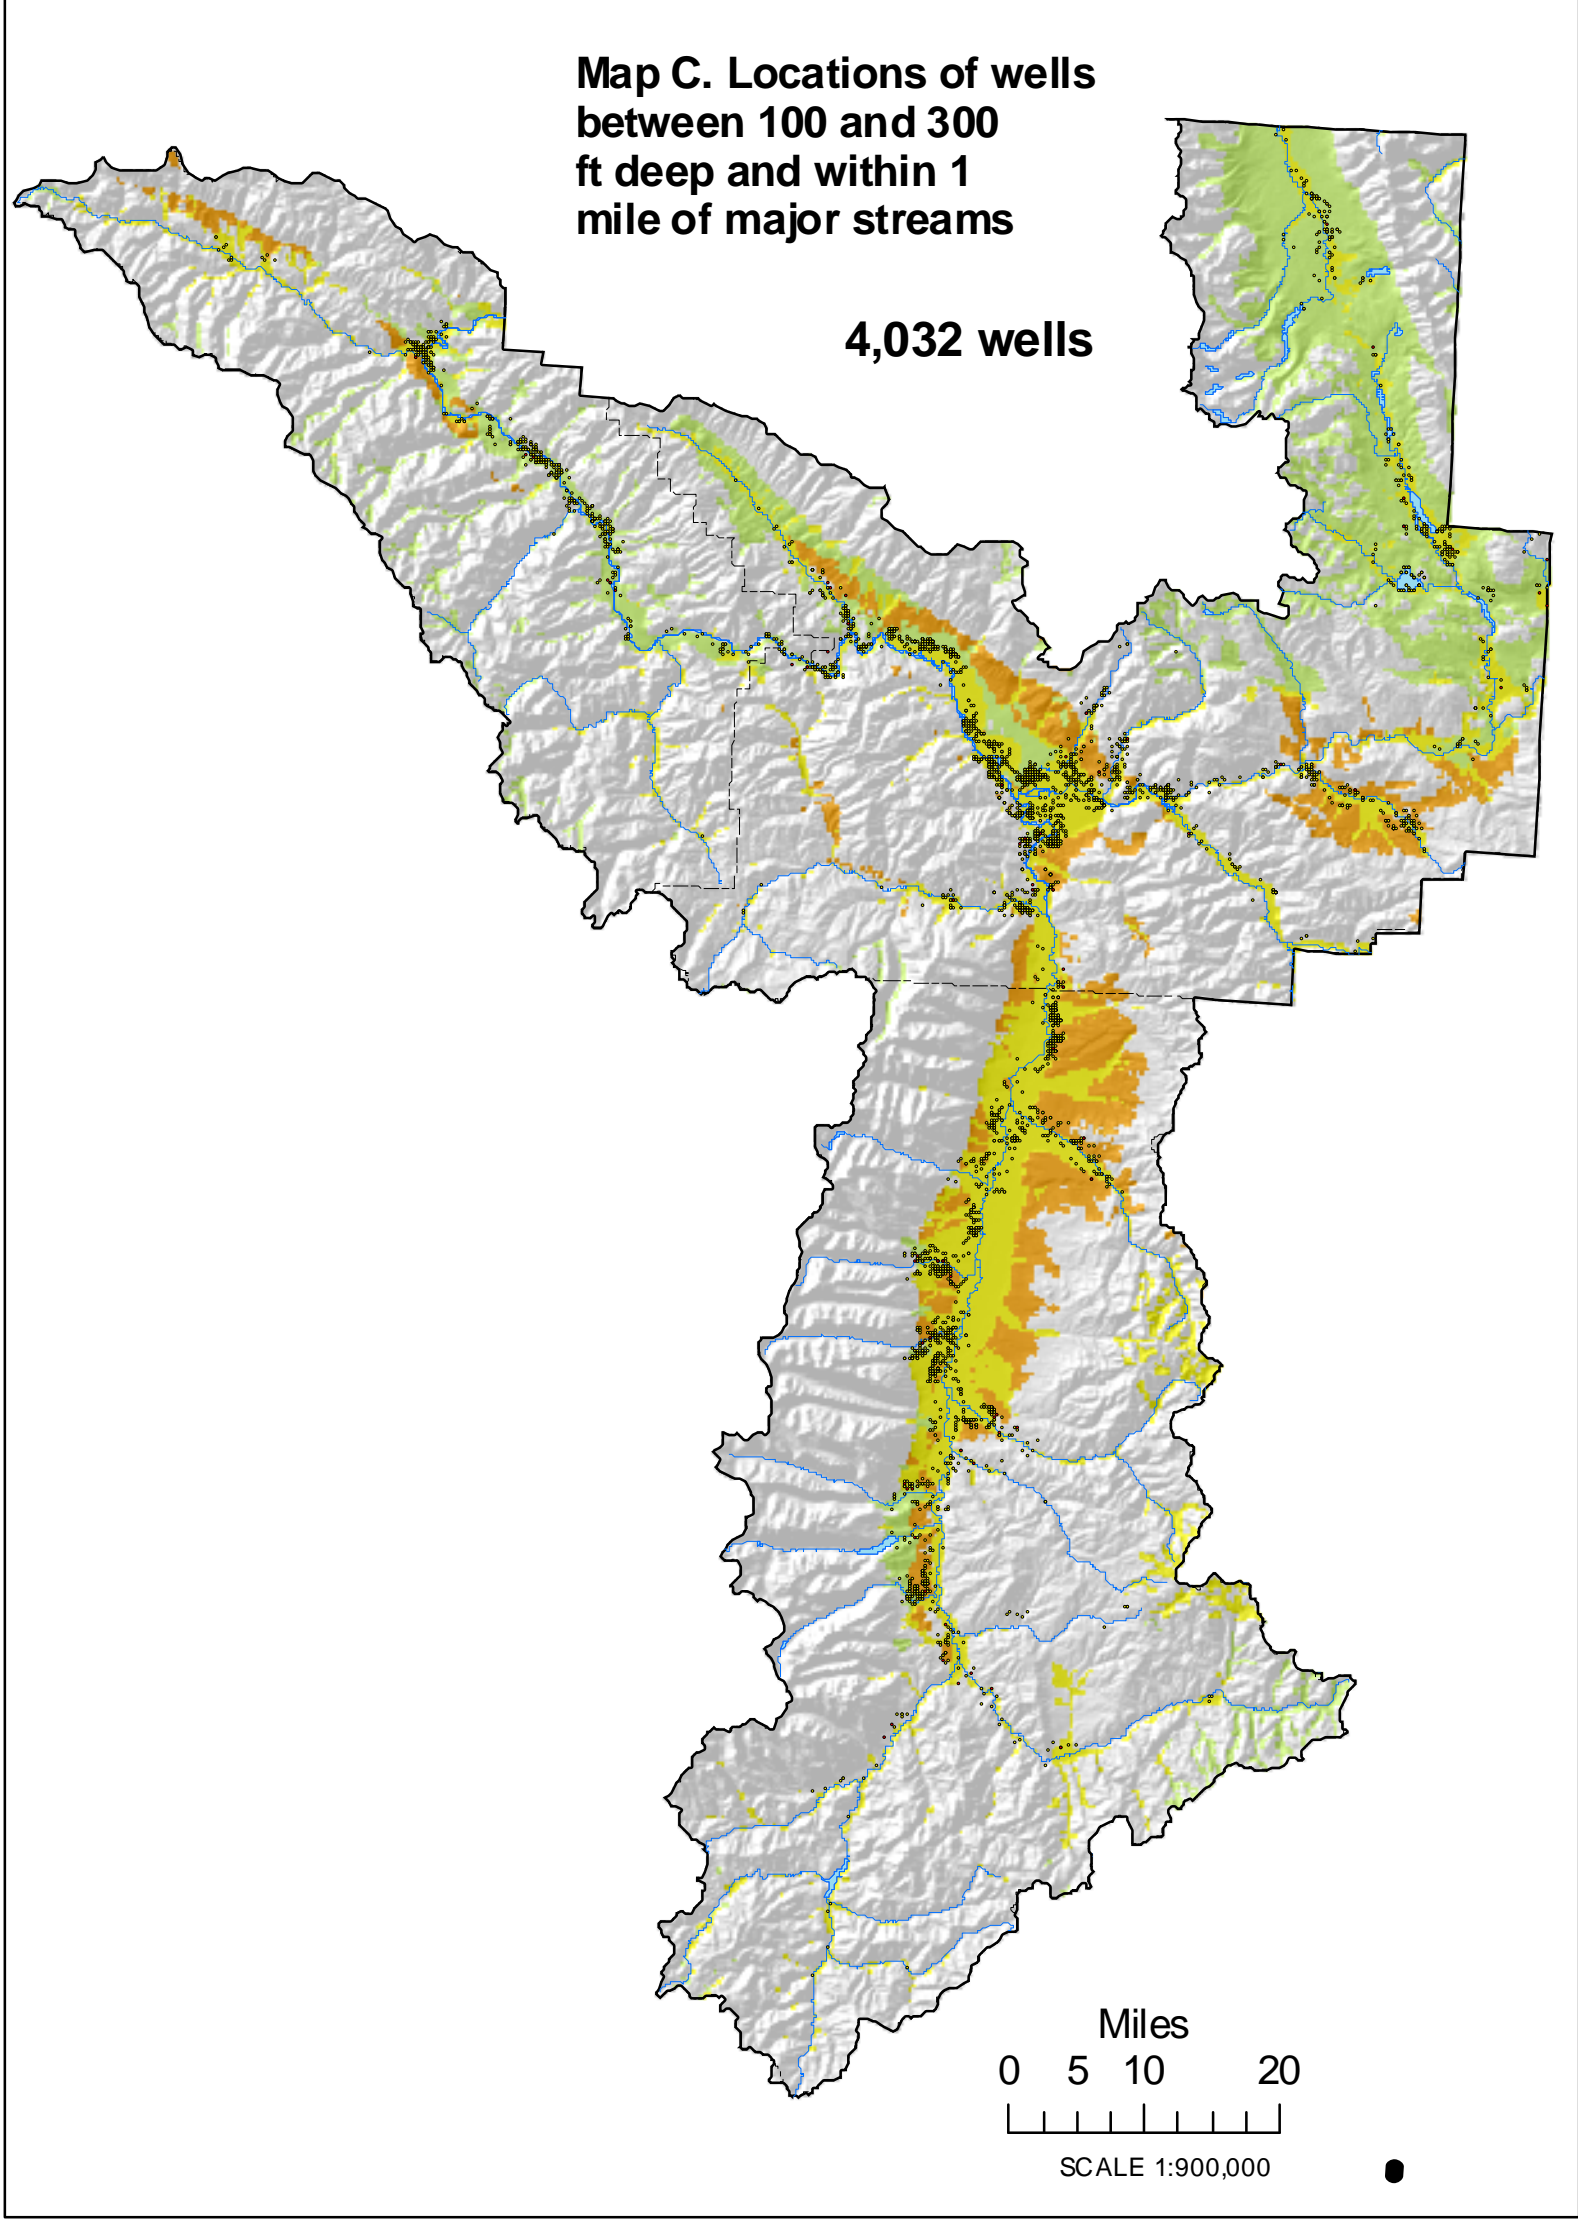 Map C. Locations of wells
between 100 and 300
ft deep and within 1
mile of major streams
4,032 wells
Miles
0 5 10 20
SCALE 1:900,000